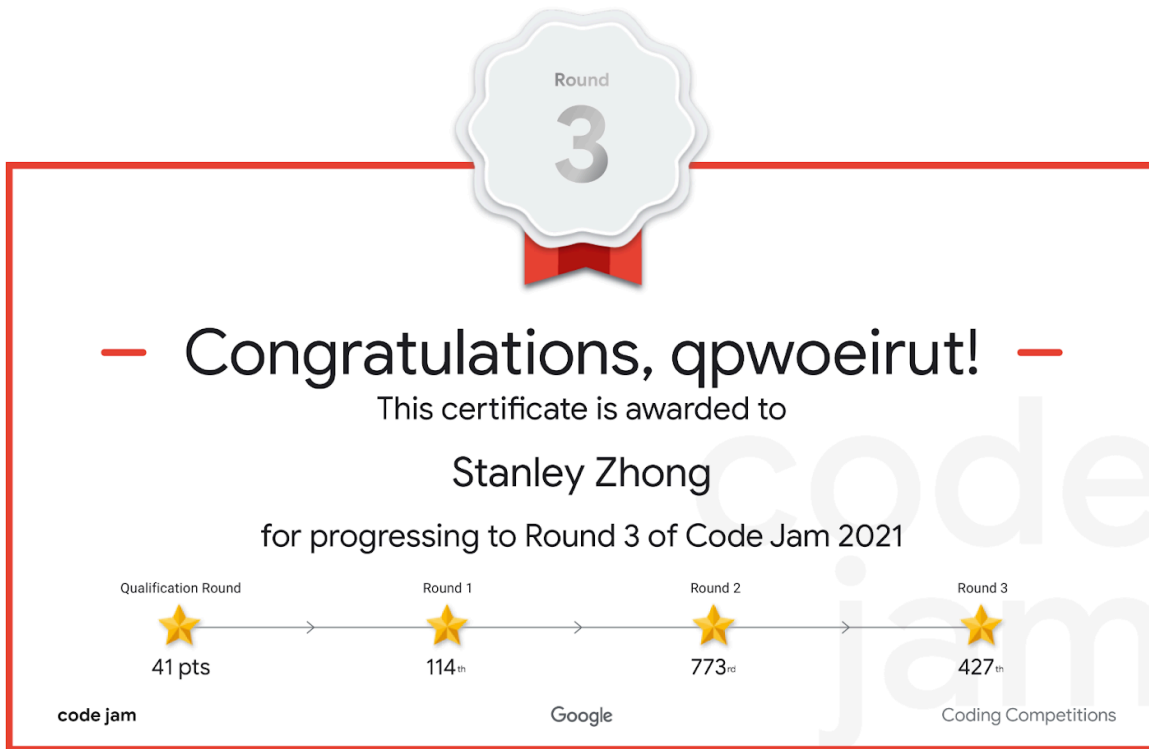 Round
3
Congratulations, qpwoeirut!
This certificate is awarded to
Stanley Zhong
for progressing to Round 3 of Code Jam 2021
Qualification Round Round 1 Round 2 Round 3
41 pts 114th 773rd 427th
code jam
code jam Google Coding Competitions